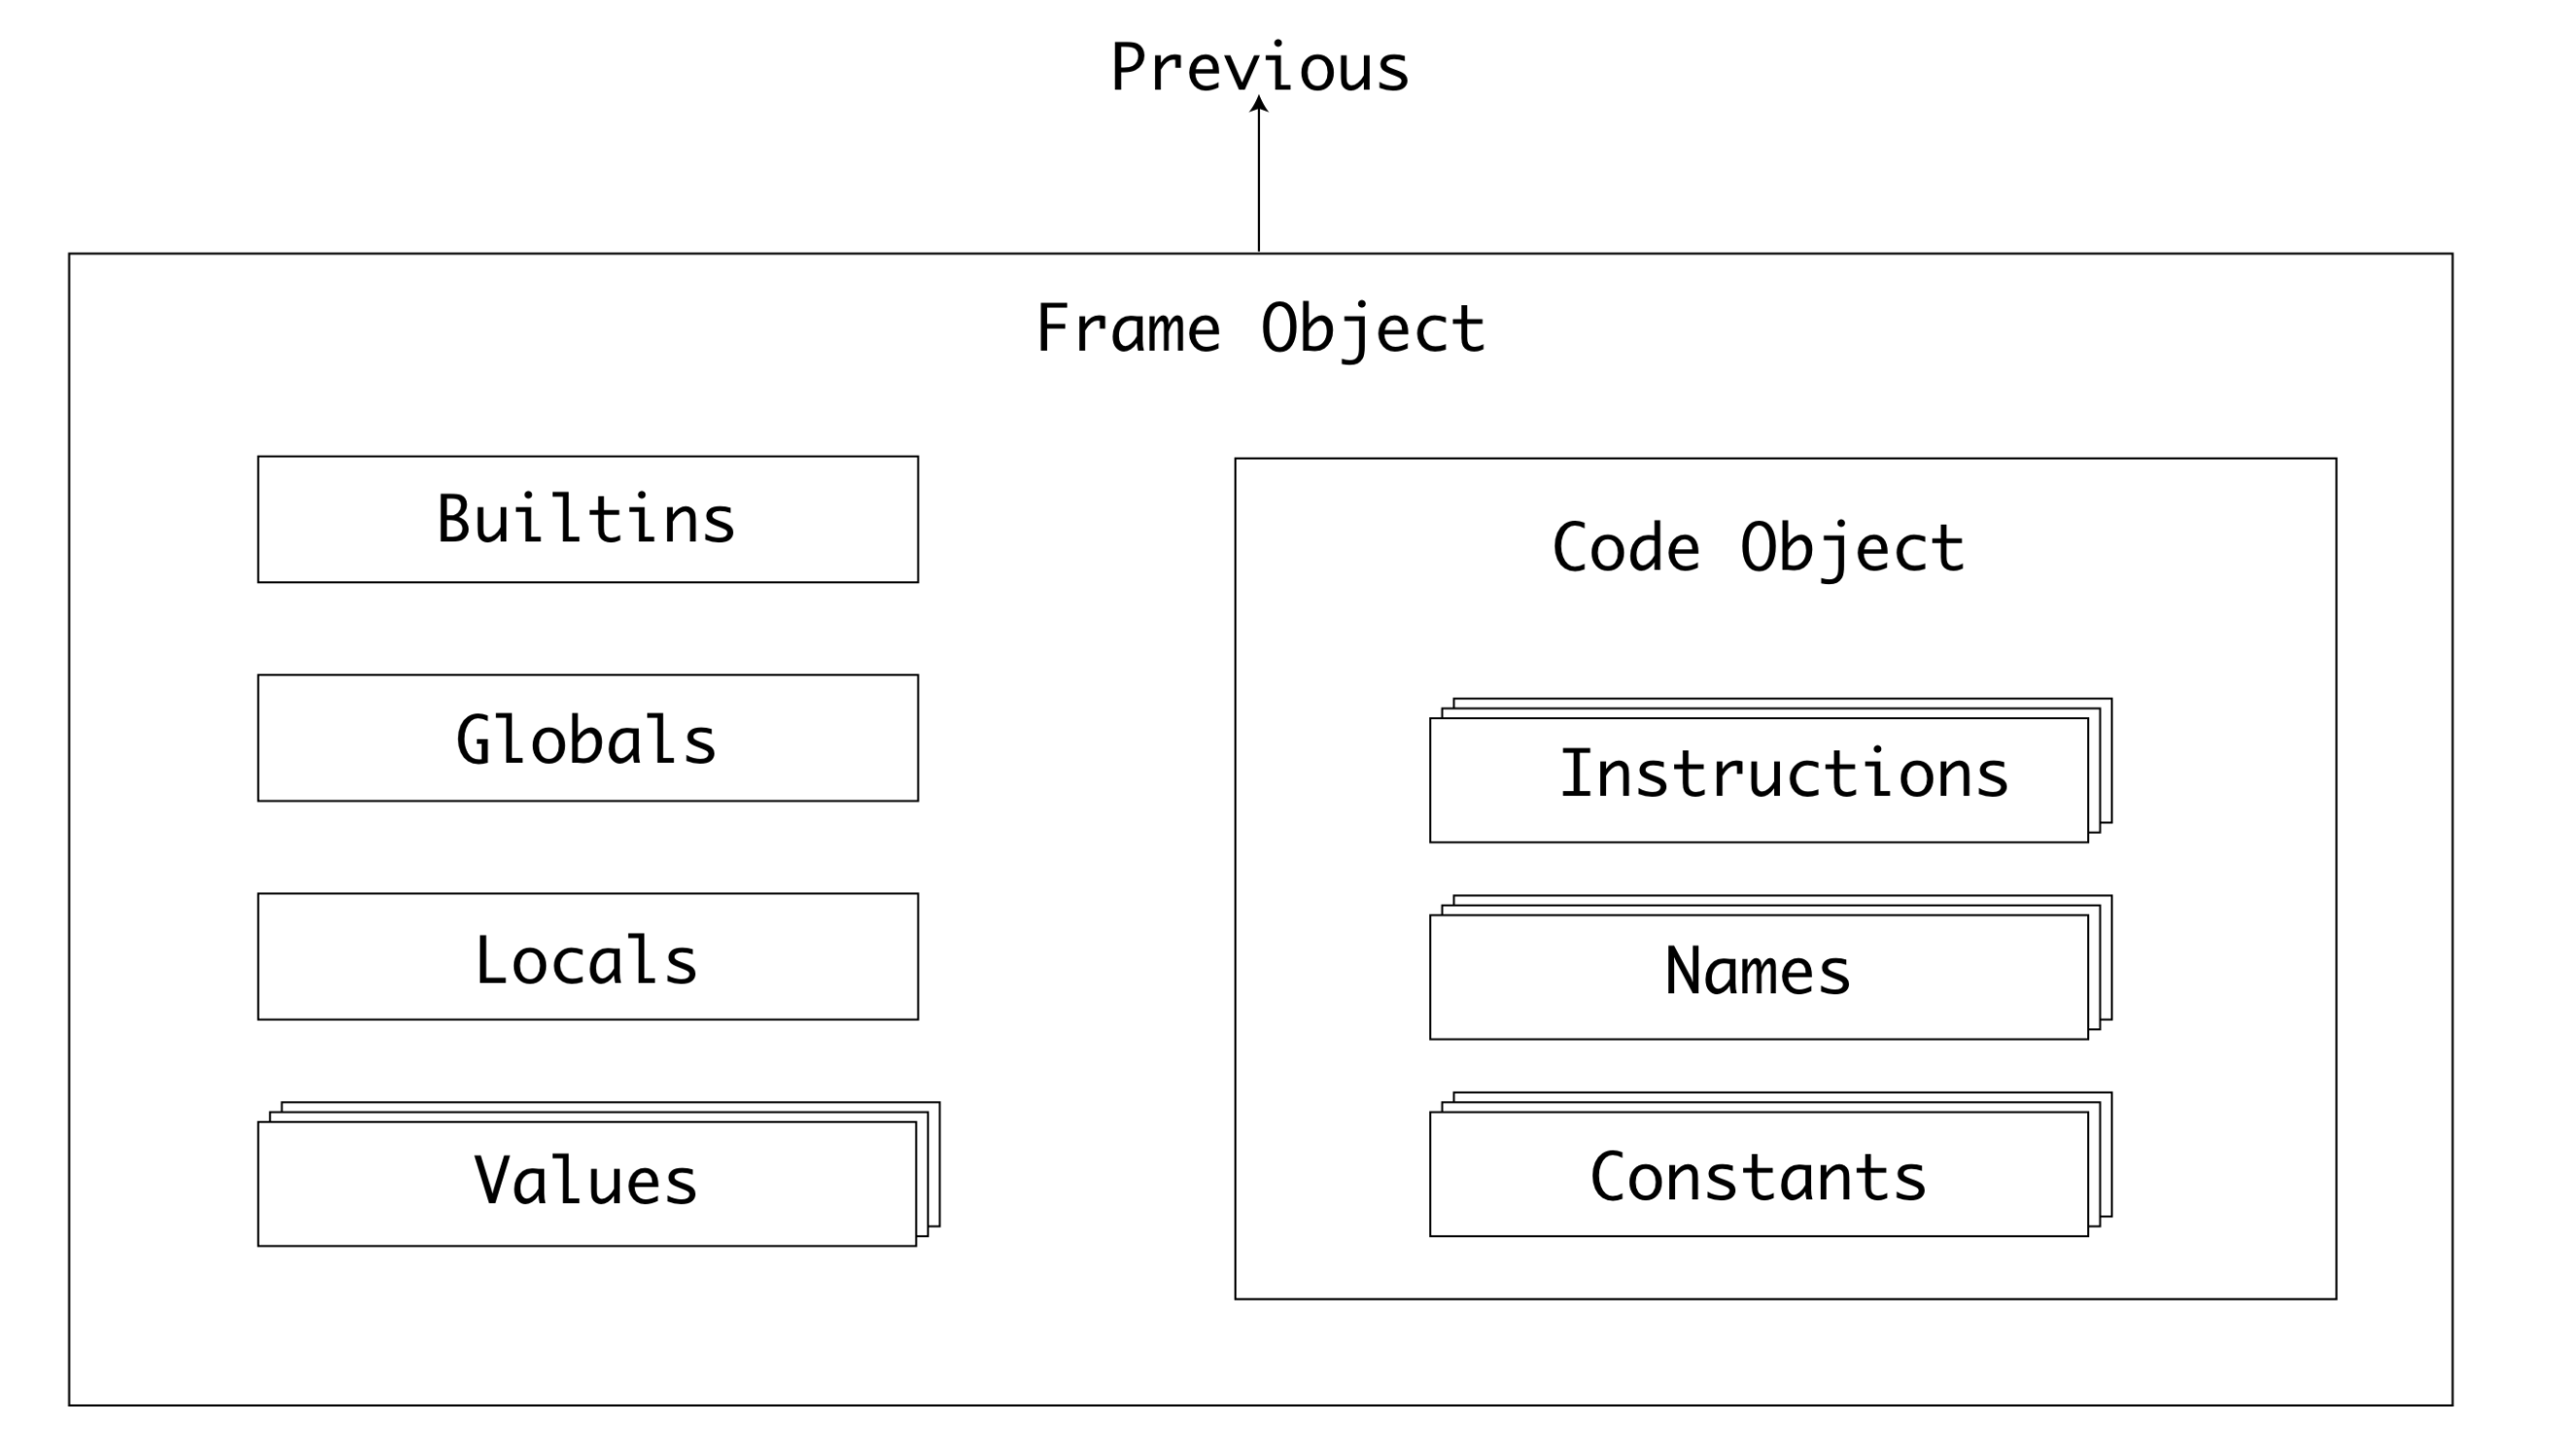 Previous
Frame Object
Builtins
Globals
Locals
Values
Code Object
Instructions
Names
Constants